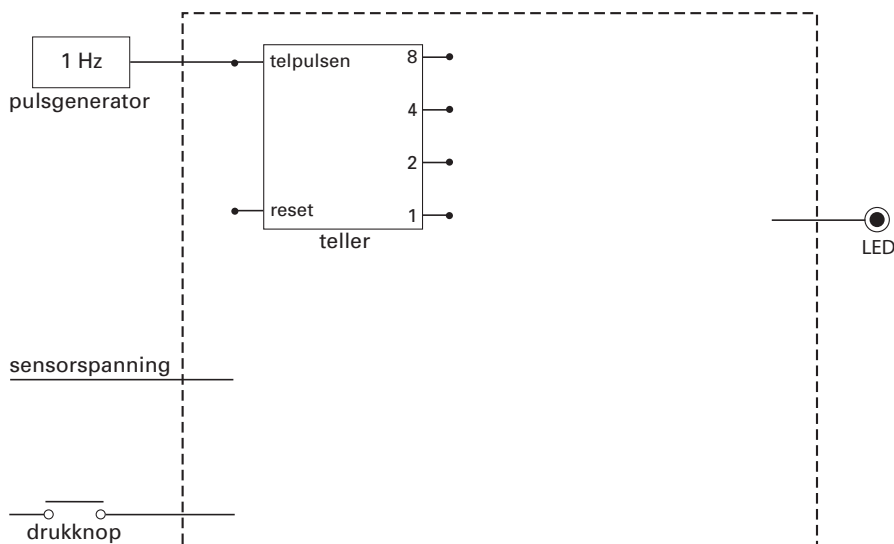 1 Hz
pulsgenerator
telpulsen
8
4
2
reset
1
teller
LED
sensorspanning
drukknop